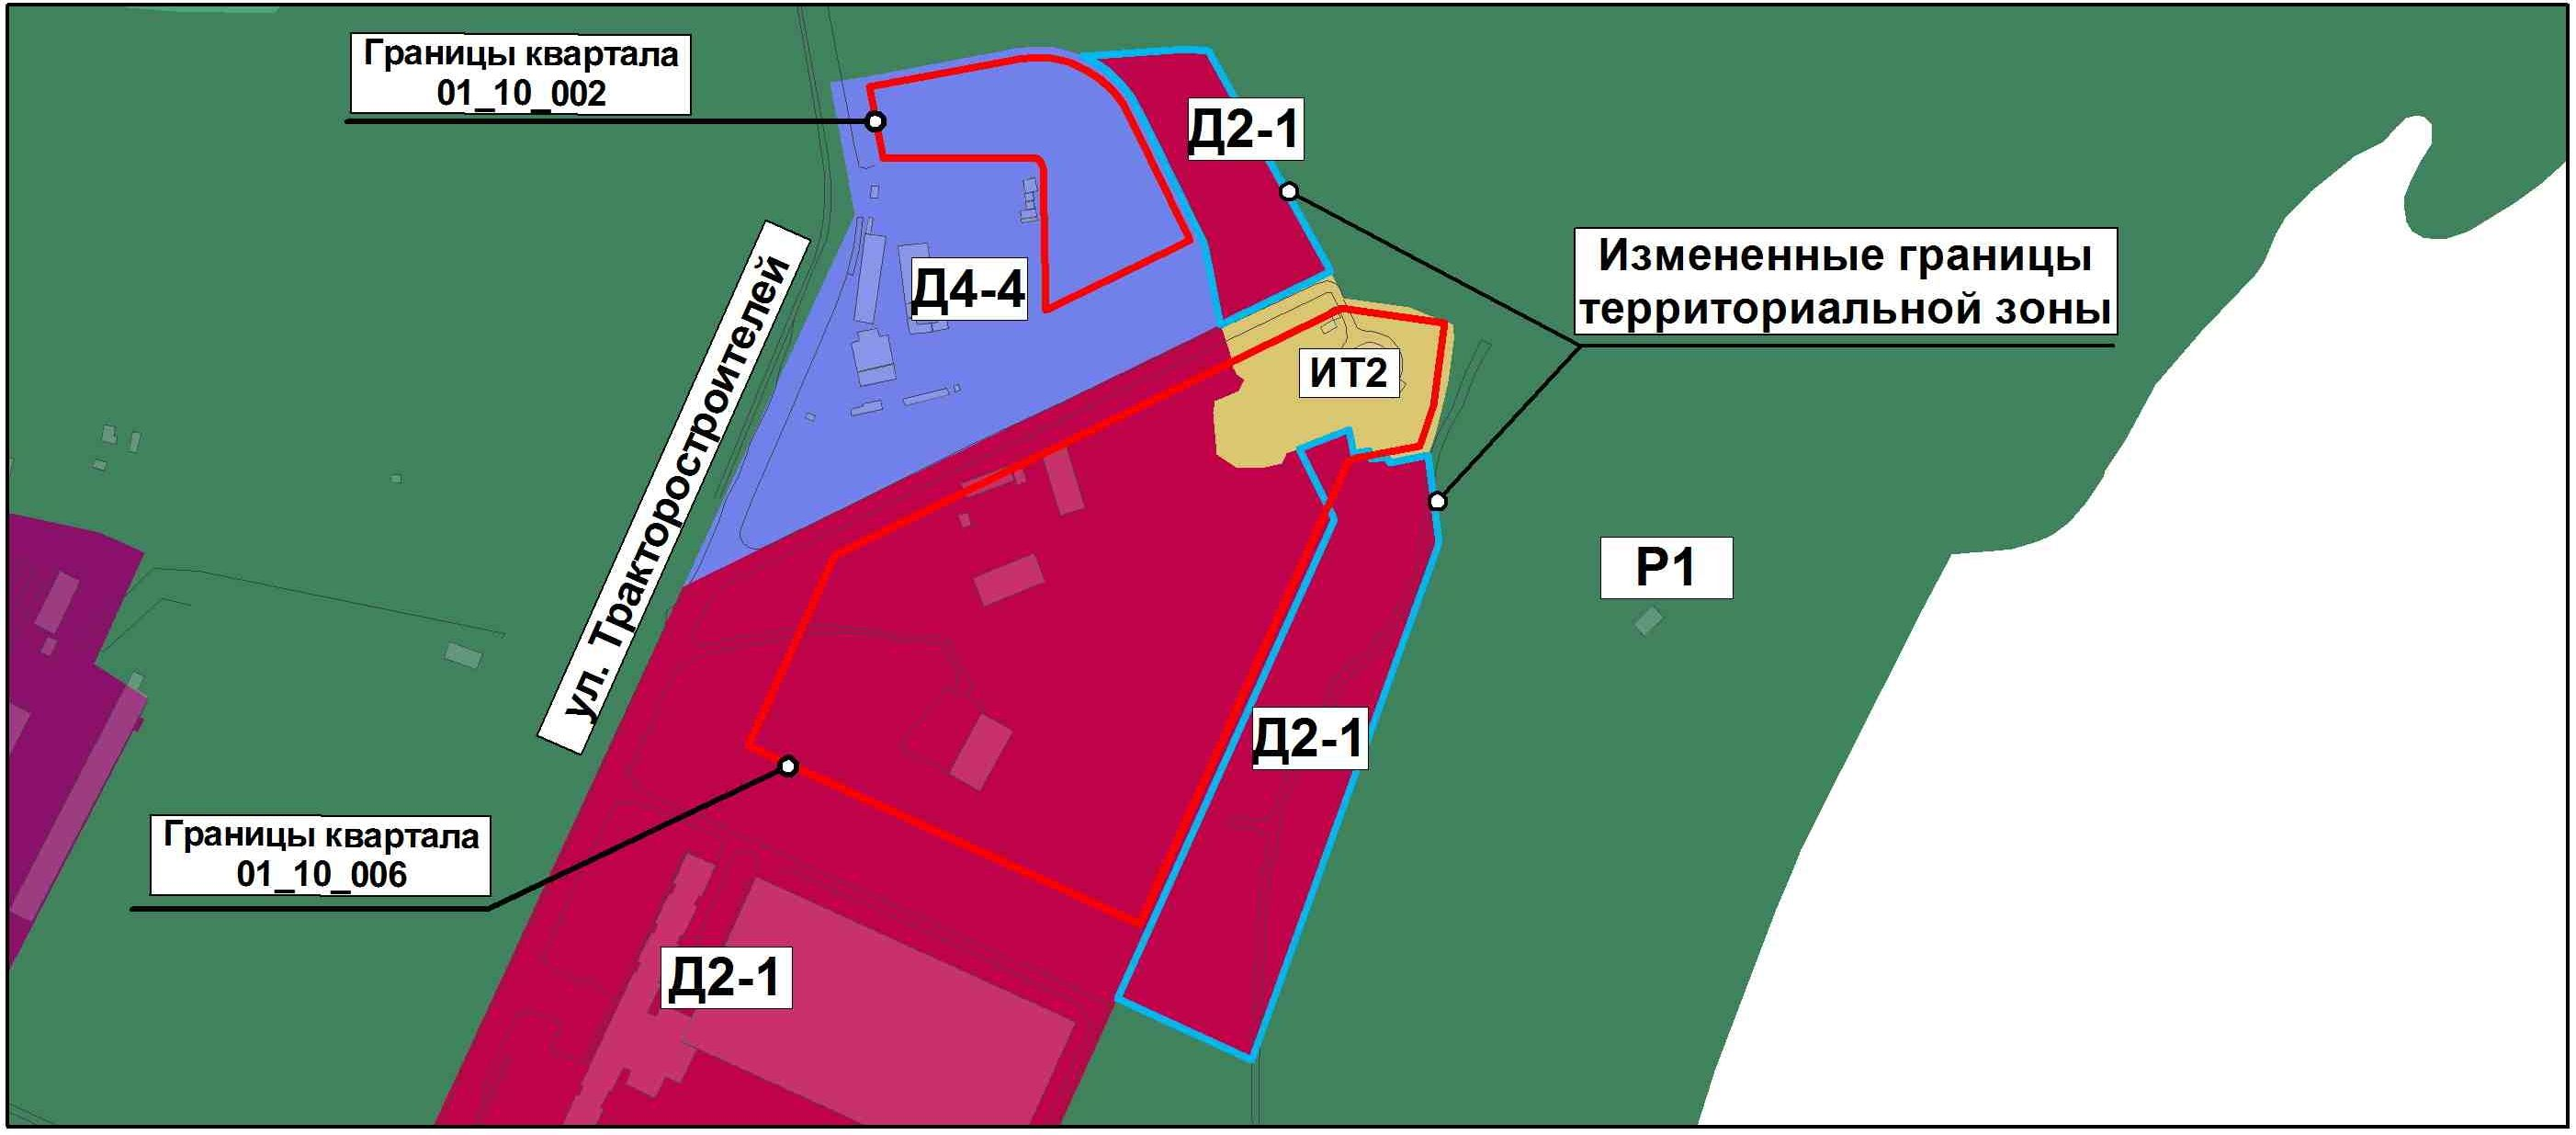 Границы квартала
01_10_002
Д2-1
Измененные границы
территориальной зоны
Д4-4
ул. Тракторостроителей
ИТ2
Р1
Д2-1
Границы квартала
01_10_006
Д2-1